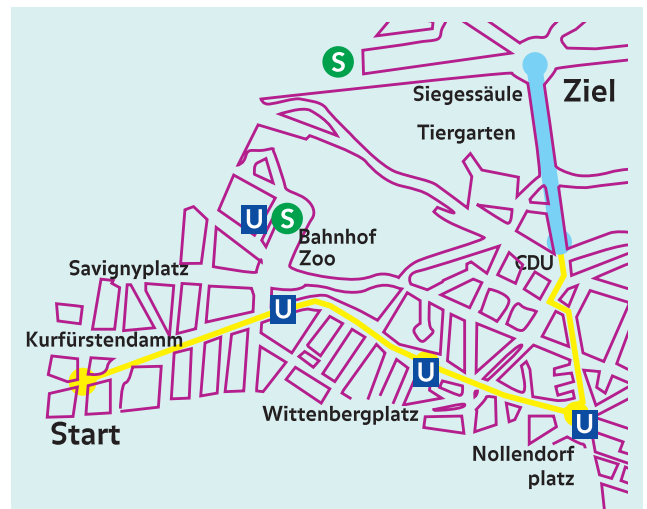 S
Siegessäule
Ziel
Tiergarten
U
S
Bahnhof
Zoo
CDU
Savignyplatz
U
Kurfürstendamm
U
Wittenbergplatz
U
Start
Nollendorf
platz